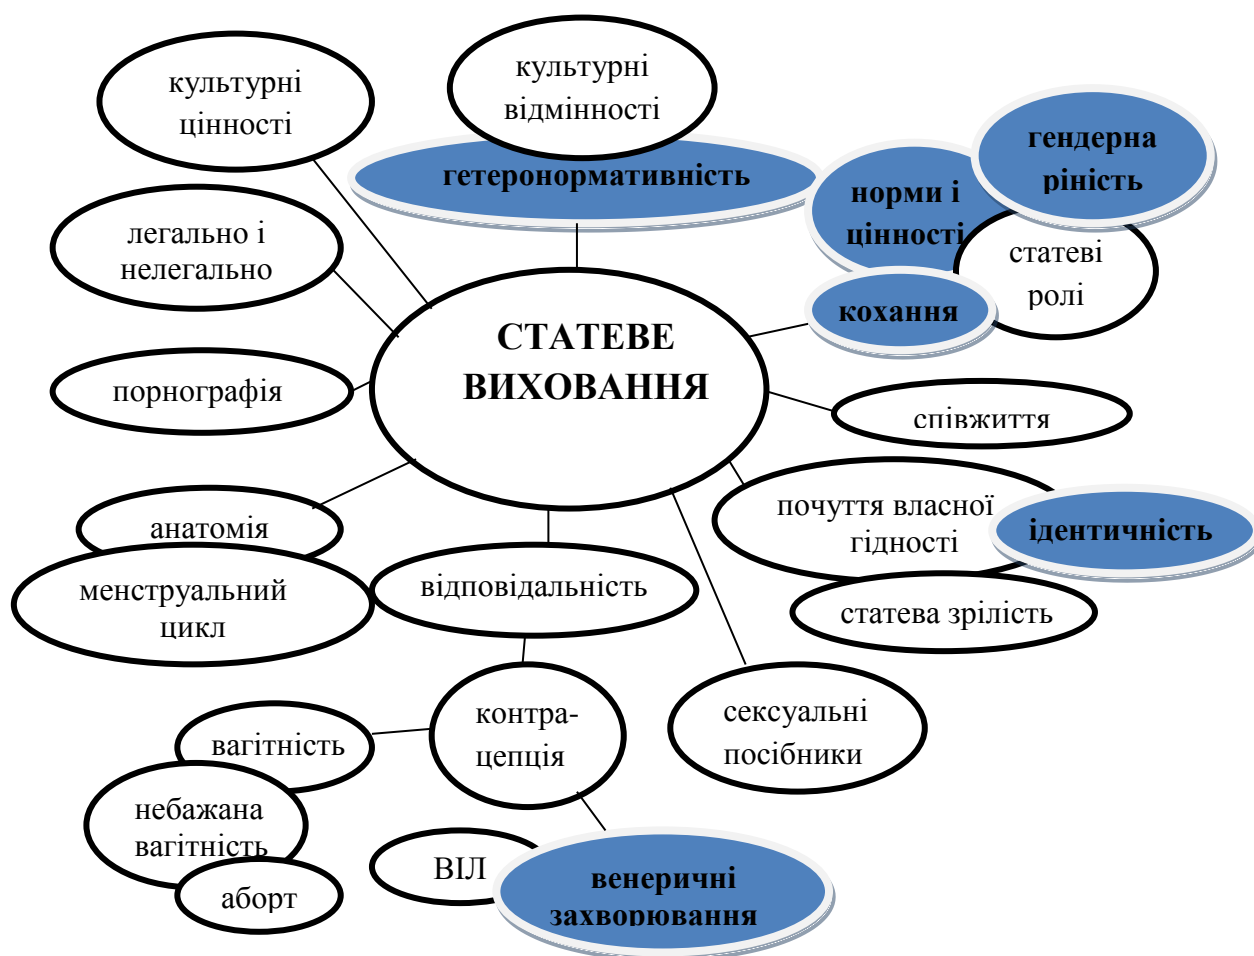 культурні
цінності
культурні
відмінності
гетеронормативність
норми і
цінності
гендерна
ріність
статеві
ролі
кохання
легально і
нелегально
СТАТЕВЕ
ВИХОВАННЯ
порнографія
співжиття
почуття власної
гідності
ідентичність
статева зрілість
анатомія
менструальний
цикл
відповідальність
контра-
цепція
сексуальні
посібники
вагітність
небажана
вагітність
аборт
ВІЛ
венеричні
захворювання